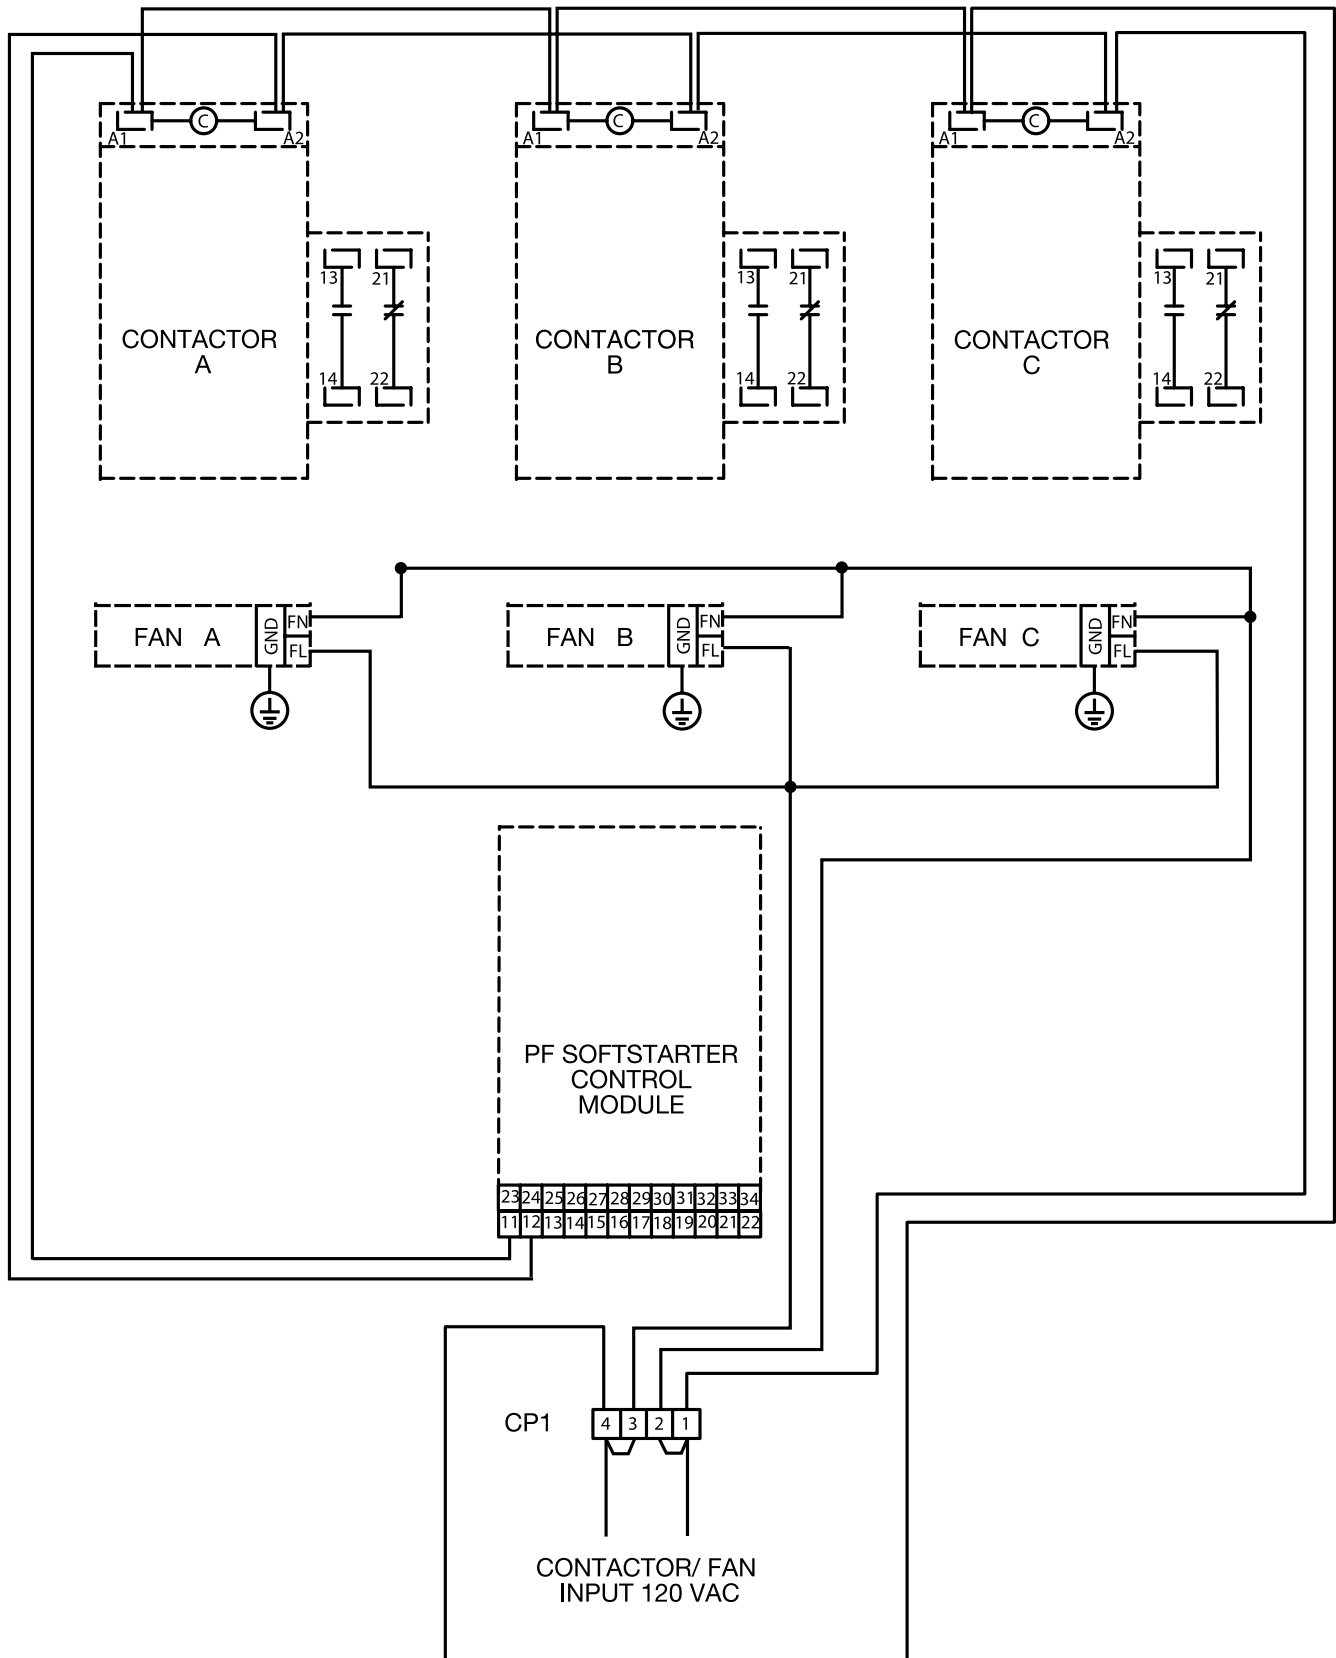 C
A1
A2
C
A1
A2
C
A1
A2
13
21
13
21
13
21
CONTACTOR
A
CONTACTOR
B
CONTACTOR
C
14
22
14
22
14
22
FAN A
GND
FN
FL
FAN B
GND
FN
FL
FAN C
GND
FN
FL
PF SOFTSTARTER
CONTROL
MODULE
23 24 25 26 27 28 29 30 31 32 33 34
11 12 13 14 15 16 17 18 19 20 21 22
CP1
4 3 2 1
CONTACTOR/ FAN
INPUT 120 VAC